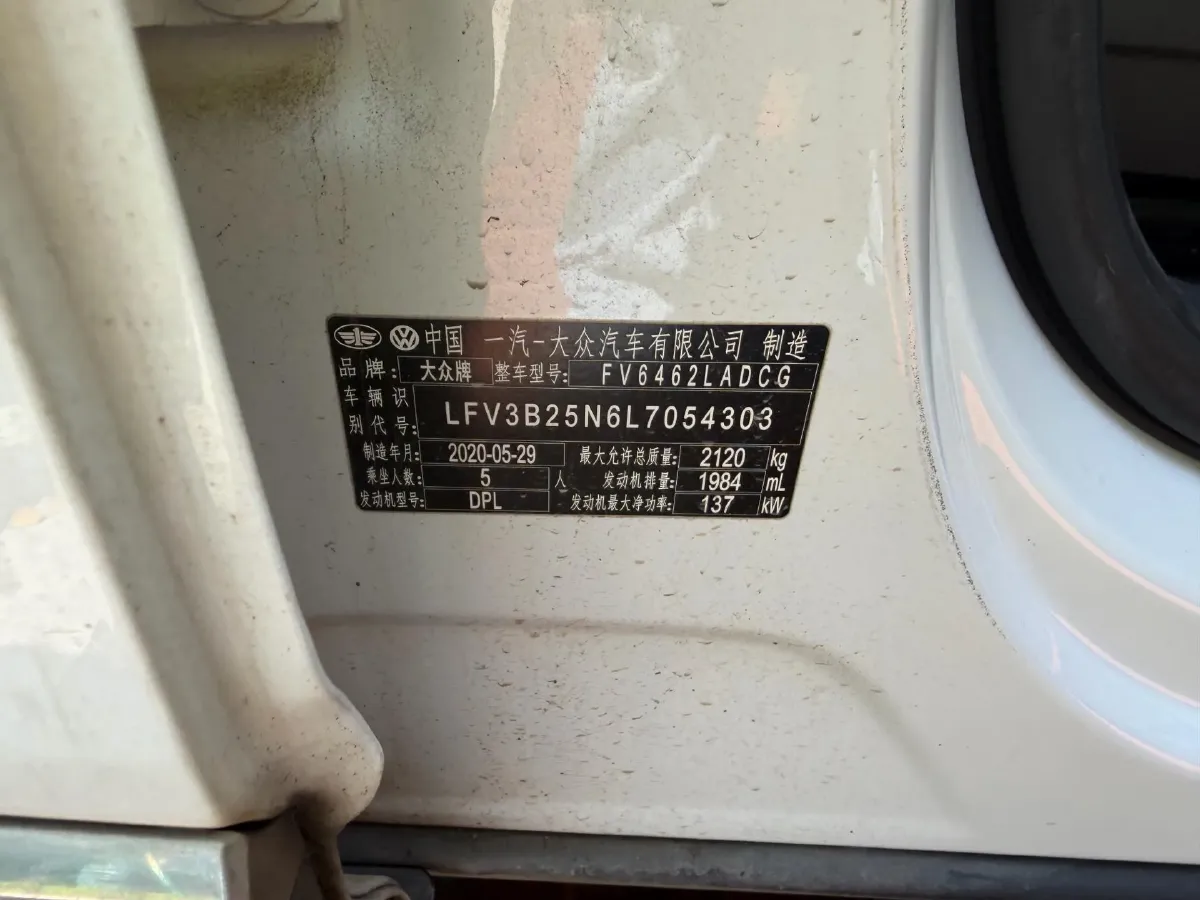 中国 一汽-大众汽车有限公司 制造
品牌: 大众牌 整车型号: FV6462LADCG
车辆识别代号: LFV3B25N6L7054303
制造年月: 2020-05-29 最大允许总质量: 2120 kg
乘坐人数: 5 人 发动机排量: 1984 mL
发动机型号: DPL 发动机最大净功率: 137 kW